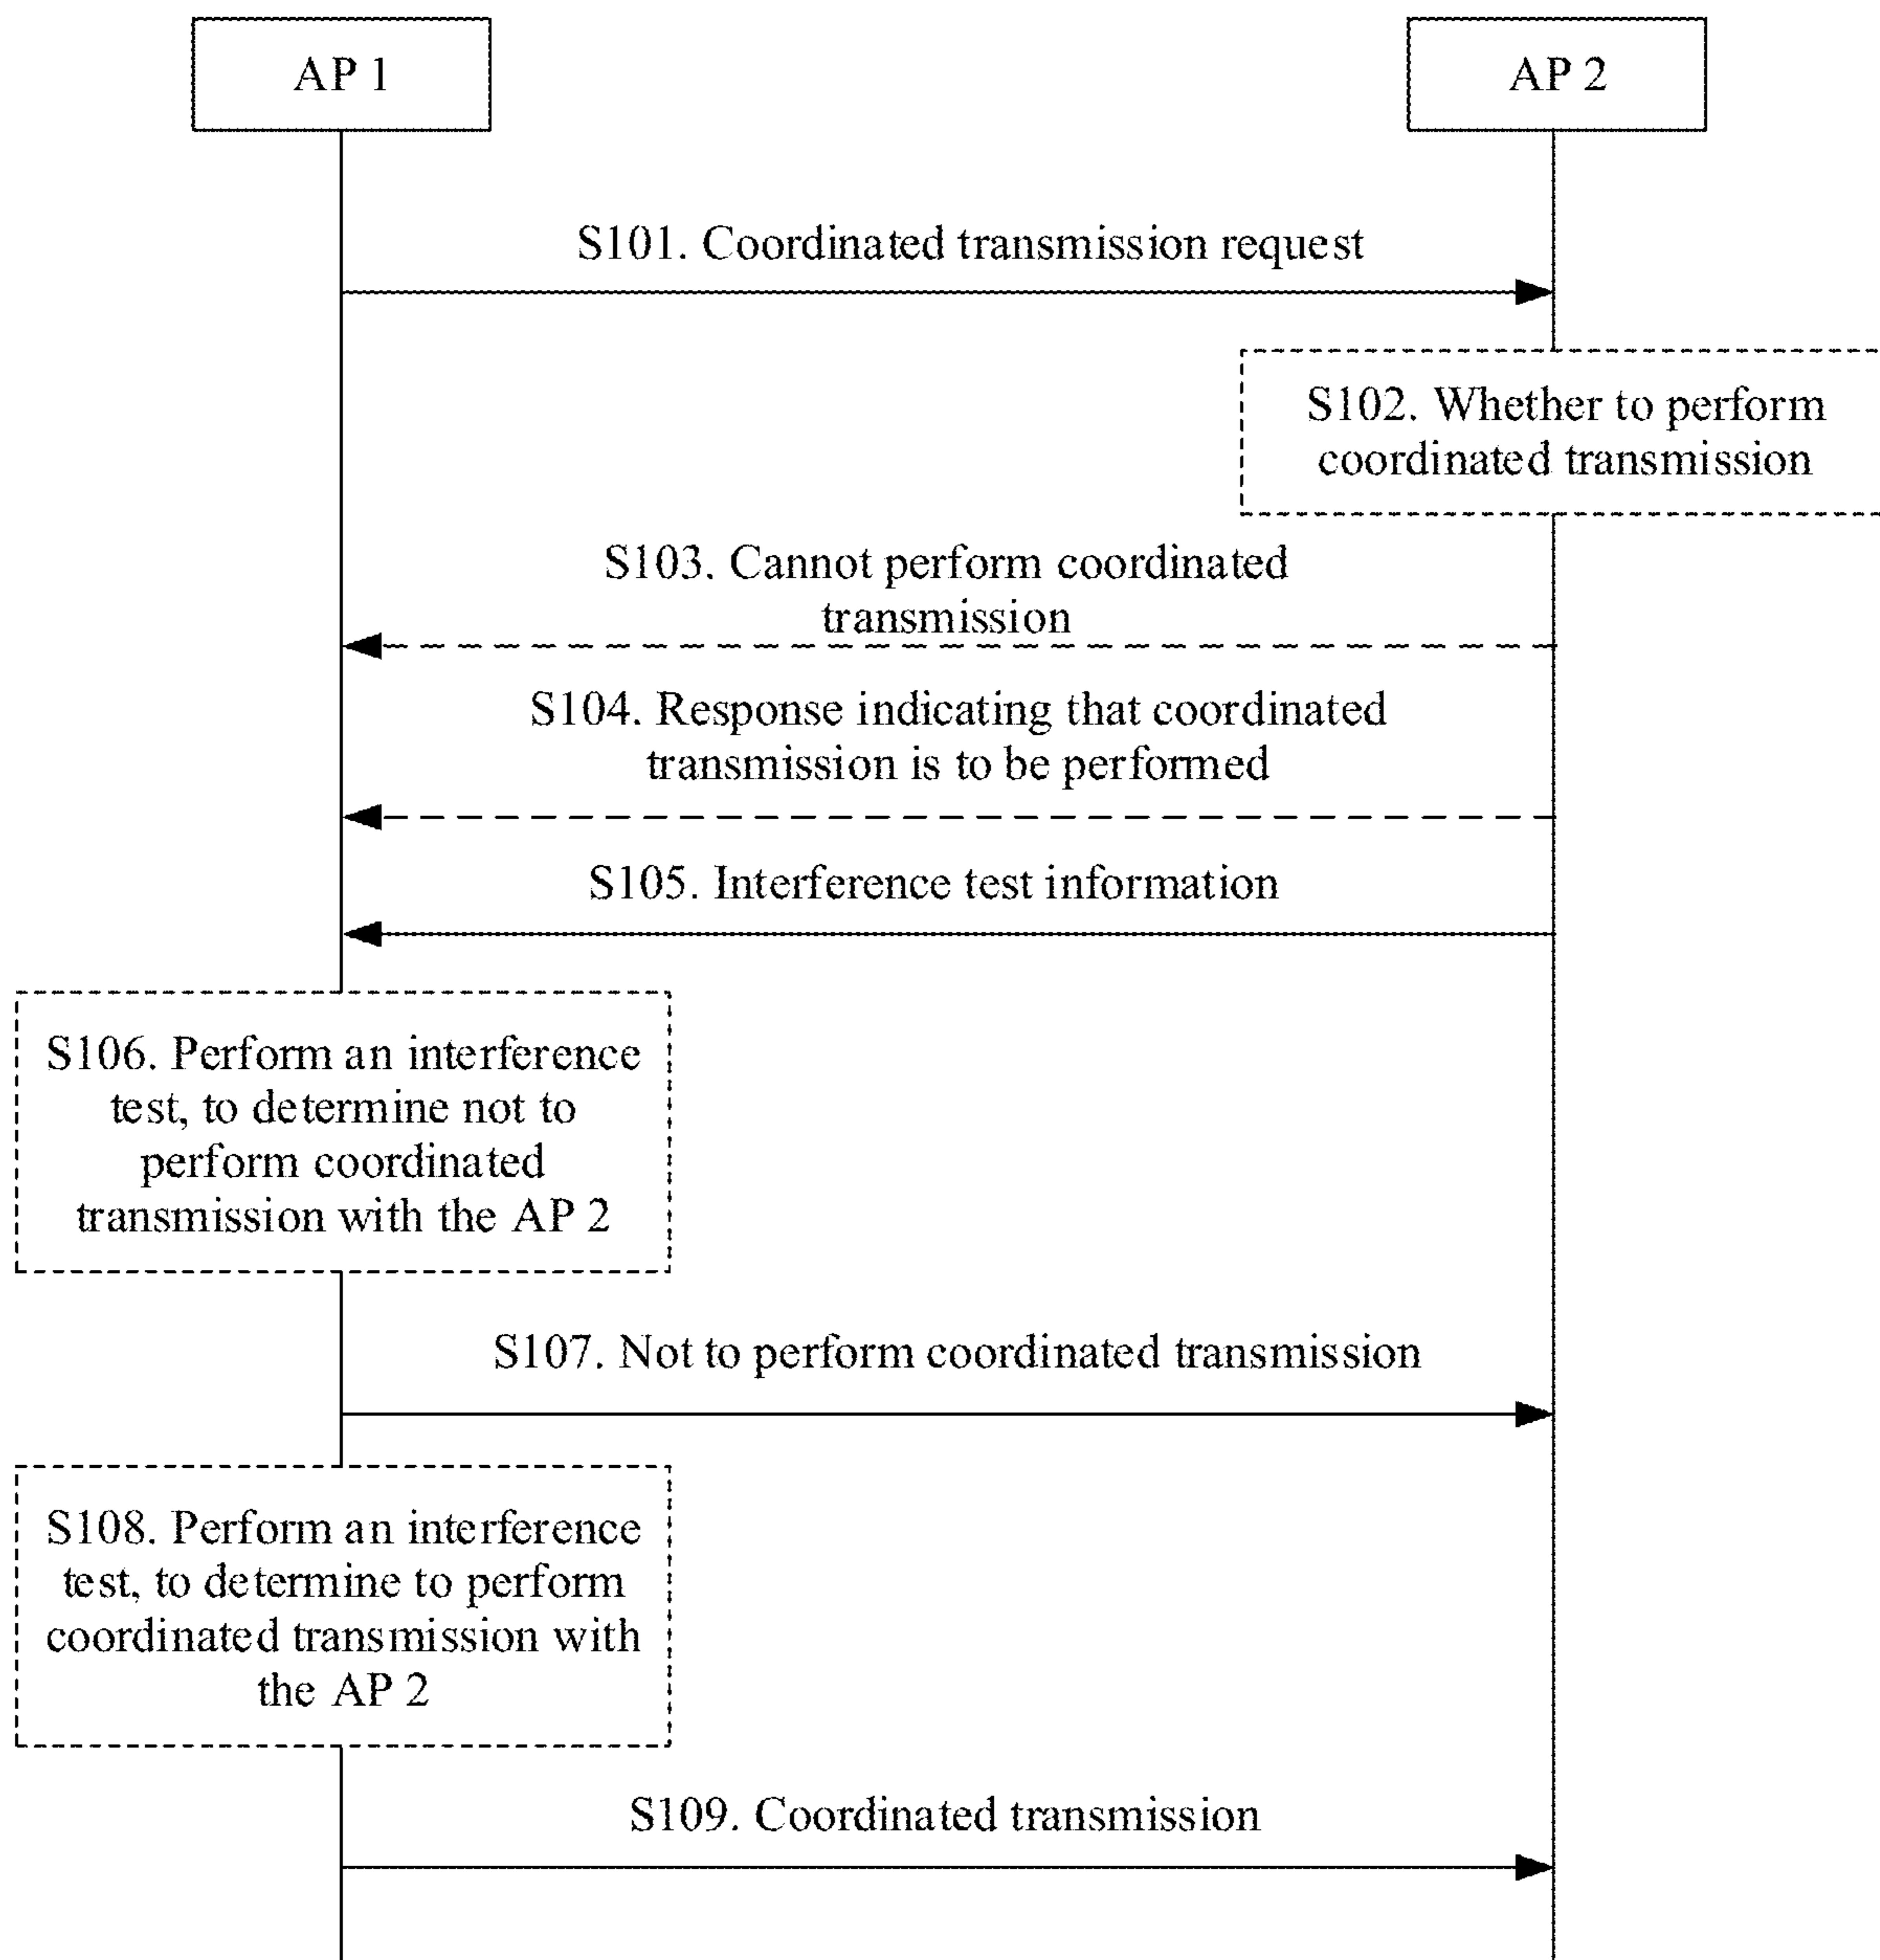 AP 1
AP 2
S101. Coordinated transmission request
S102. Whether to perform
coordinated transmission
S103. Cannot perform coordinated
transmission
S104. Response indicating that coordinated
transmission is to be performed
S105. Interference test information
S106. Perform an interference
test, to determine not to
perform coordinated
transmission with the AP 2
S107. Not to perform coordinated transmission
S108. Perform an interference
test, to determine to perform
coordinated transmission with
the AP 2
S109. Coordinated transmission